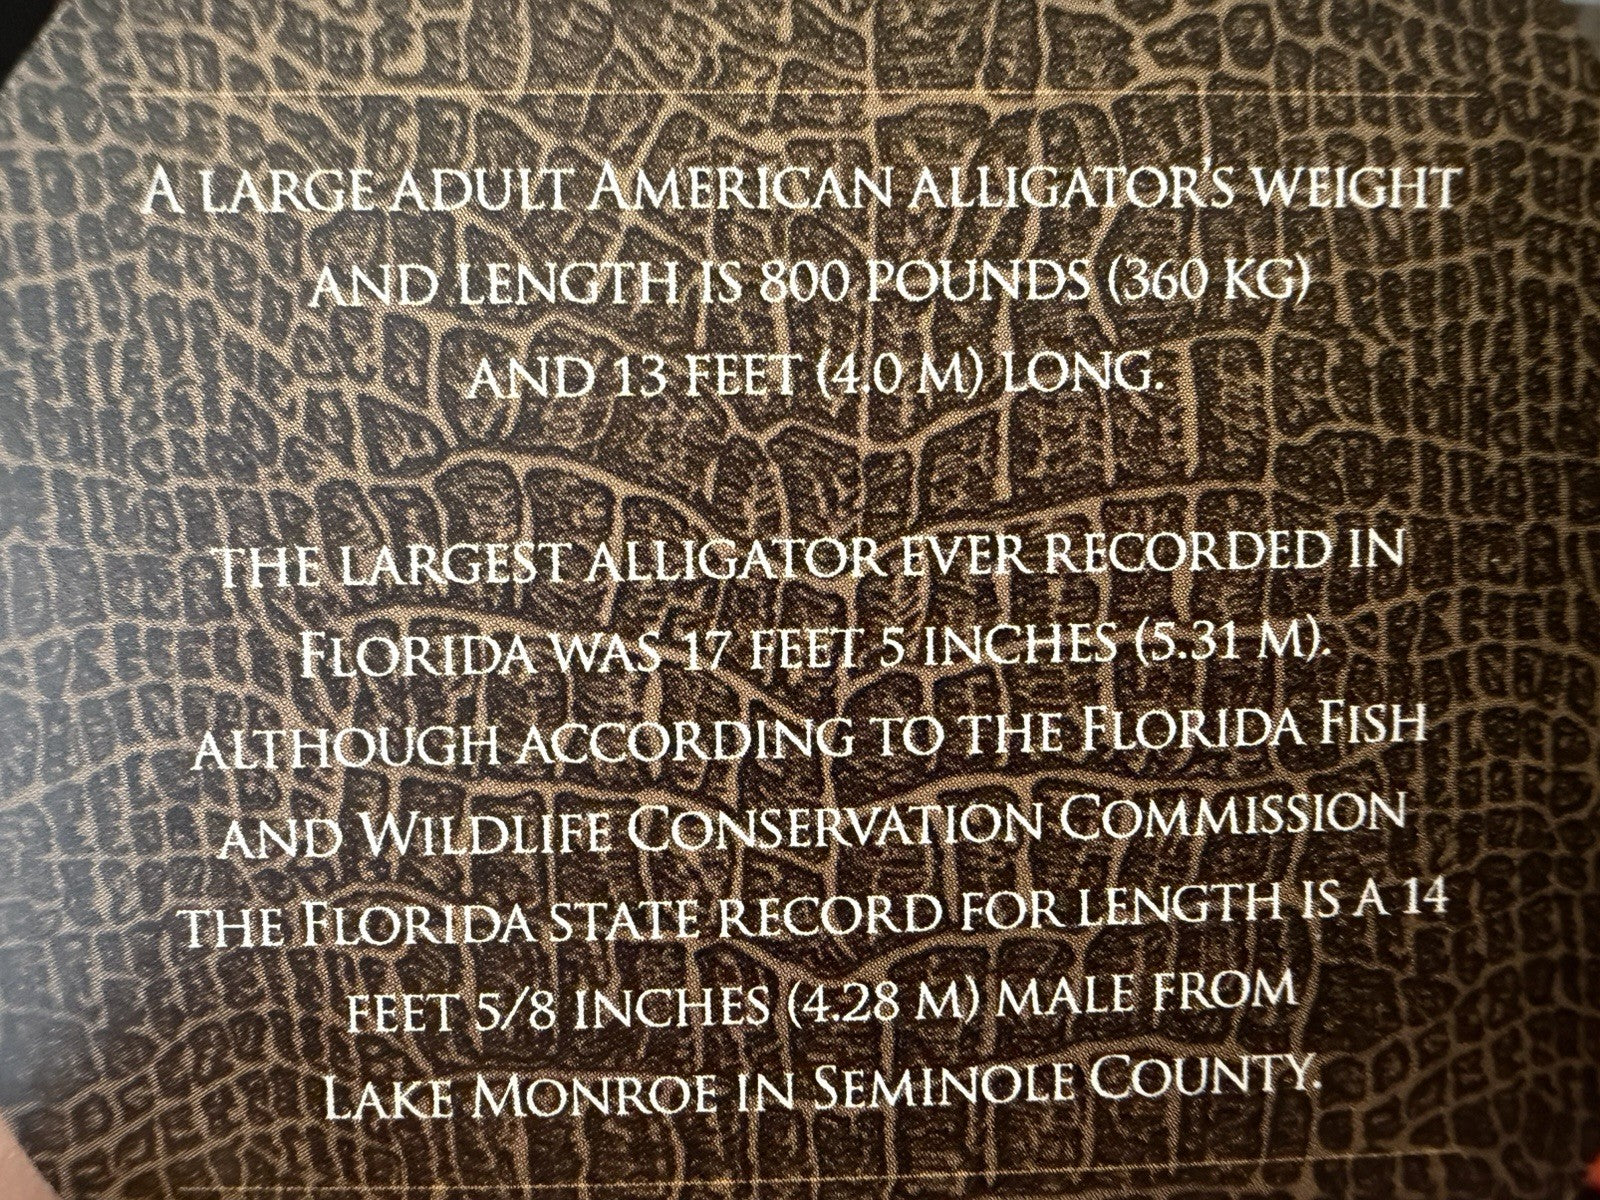 A LARGE ADULT AMERICAN ALLIGATOR'S WEIGHT
AND LENGTH IS 800 POUNDS (360 KG)
AND 13 FEET (4.0 M) LONG.
THE LARGEST ALLIGATOR EVER RECORDED IN
FLORIDA WAS 17 FEET 5 INCHES (5.31 M).
ALTHOUGH ACCORDING TO THE FLORIDA FISH
AND WILDLIFE CONSERVATION COMMISSION
THE FLORIDA STATE RECORD FOR LENGTH IS A 14
FEET 5/8 INCHES (4.28 M) MALE FROM
LAKE MONROE IN SEMINOLE COUNTY.